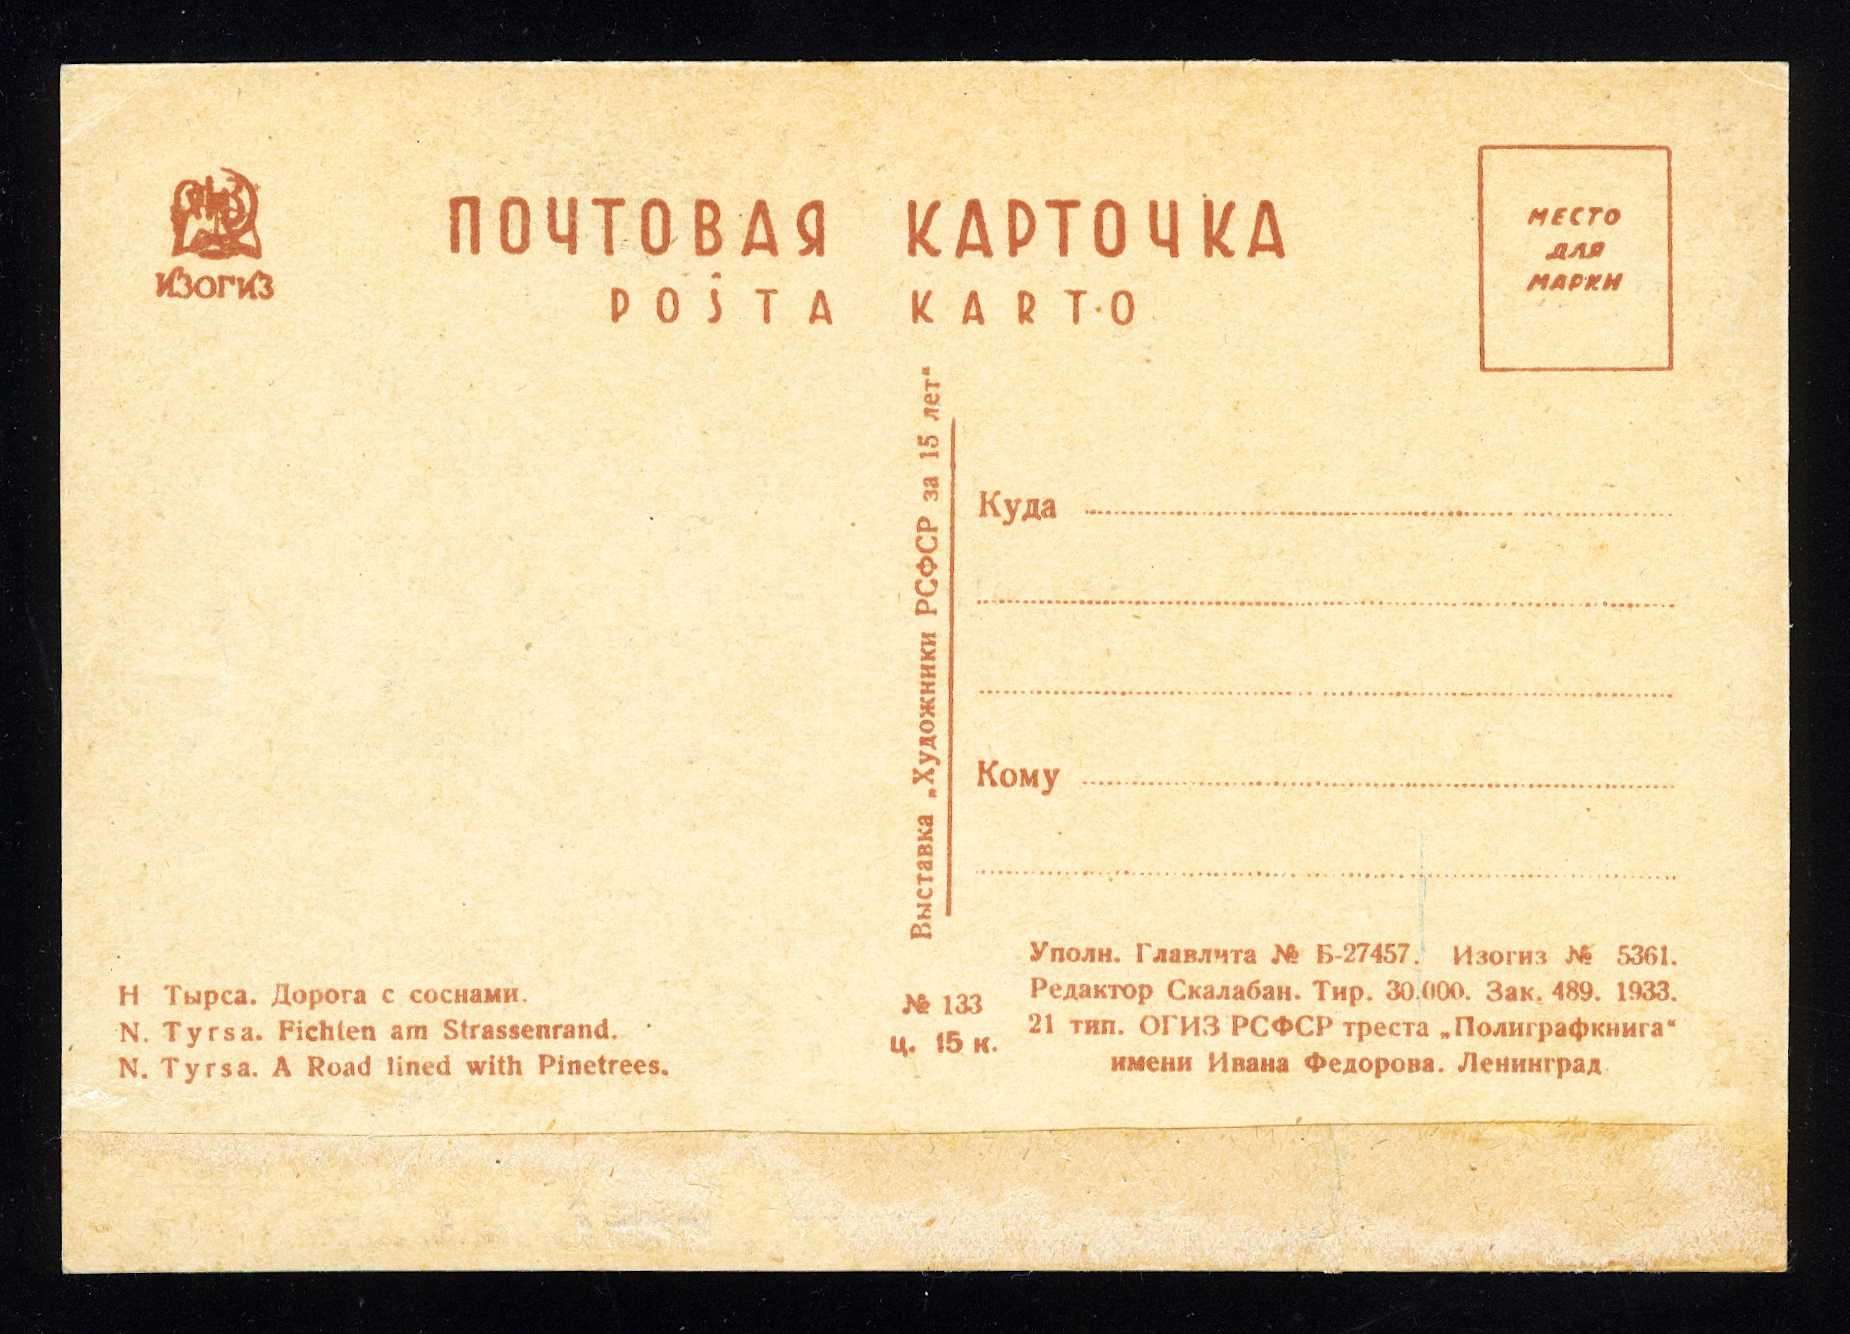 ИЗОГИЗ
ПОЧТОВАЯ КАРТОЧКА
POŜTA KARTO
МЕСТО
ДЛЯ
МАРКИ
Выставка „Художники РСФСР за 15 лет“
Куда
Кому
Н Тырса. Дорога с соснами.
N. Tyrsa. Fichten am Strassenrand.
N. Tyrsa. A Road lined with Pinetrees.
№ 133
ц. 15 к.
Уполн. Главлита № Б-27457. Изогиз № 5361.
Редактор Скалабан. Тир. 30.000. Зак. 489. 1933.
21 тип. ОГИЗ РСФСР треста „Полиграфкнига“
имени Ивана Федорова. Ленинград